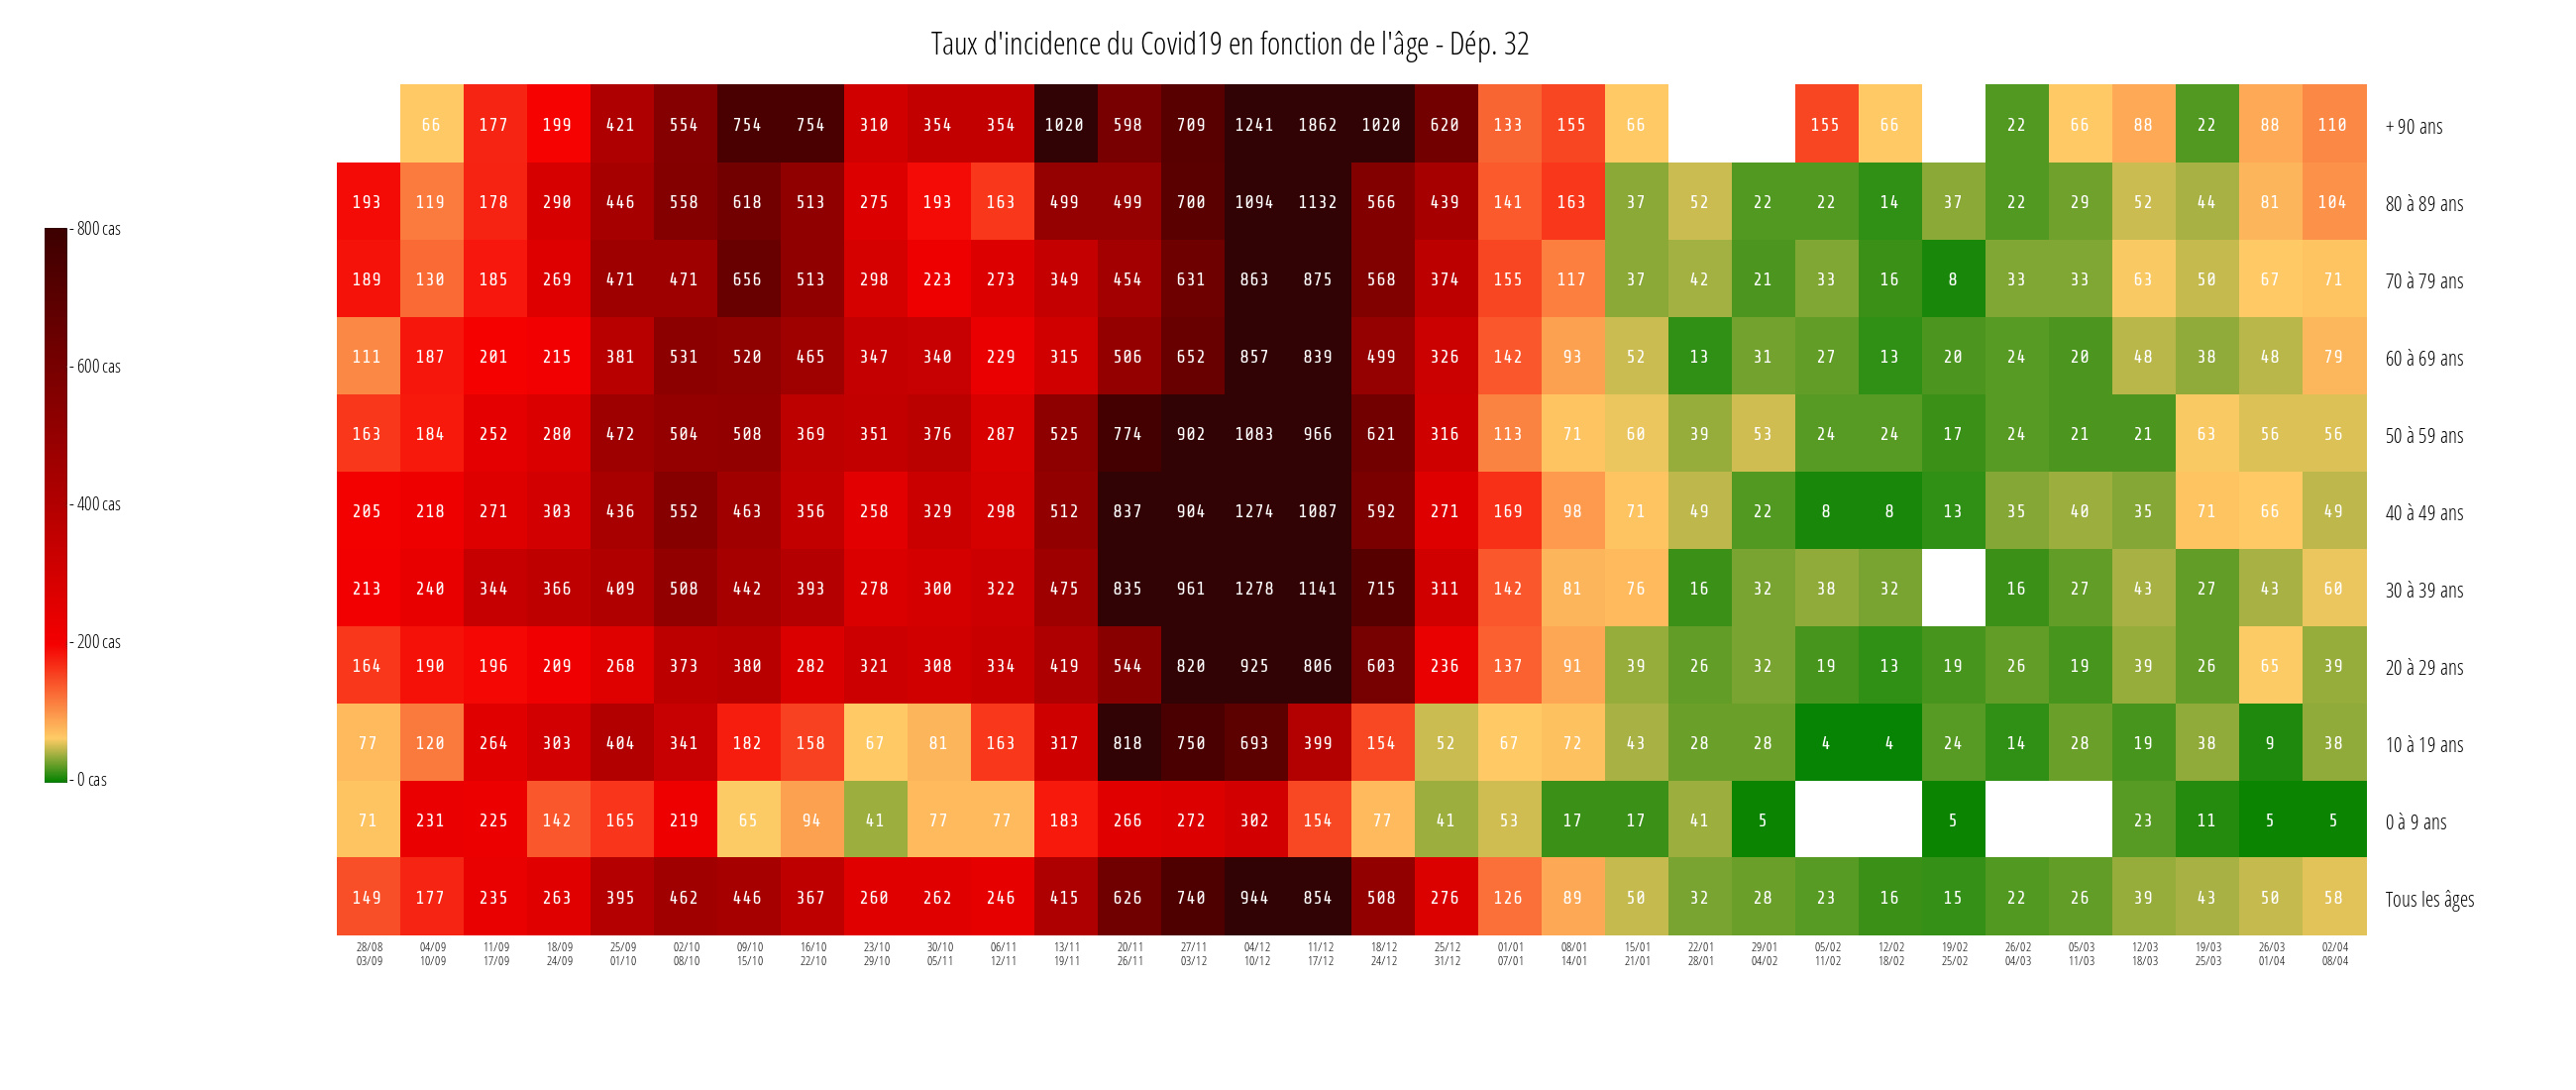 Taux d'incidence du Covid19 en fonction de l'âge - Dép. 32
66 177 199 421 554 754 754 310 354 354 1020 598 709 1241 1862 1020 620 133 155 66 155 66 22 66 88 22 88 110 + 90 ans
193 119 178 290 446 558 618 513 275 193 163 499 499 700 1094 1132 566 439 141 163 37 52 22 22 14 37 22 29 52 44 81 104 80 à 89 ans
189 130 185 269 471 471 656 513 298 223 273 349 454 631 863 875 568 374 155 117 37 42 21 33 16 8 33 33 63 50 67 71 70 à 79 ans
111 187 201 215 381 531 520 465 347 340 229 315 506 652 857 839 499 326 142 93 52 13 31 27 13 20 24 20 48 38 48 79 60 à 69 ans
163 184 252 280 472 504 508 369 351 376 287 525 774 902 1083 966 621 316 113 71 60 39 53 24 24 17 24 21 21 63 56 56 50 à 59 ans
205 218 271 303 436 552 463 356 258 329 298 512 837 904 1274 1087 592 271 169 98 71 49 22 8 8 13 35 40 35 71 66 49 40 à 49 ans
213 240 344 366 409 508 442 393 278 300 322 475 835 961 1278 1141 715 311 142 81 76 16 32 38 32 16 27 43 27 43 60 30 à 39 ans
164 190 196 209 268 373 380 282 321 308 334 419 544 820 925 806 603 236 137 91 39 26 32 19 13 19 26 19 39 26 65 39 20 à 29 ans
77 120 264 303 404 341 182 158 67 81 163 317 818 750 693 399 154 52 67 72 43 28 28 4 4 24 14 28 19 38 9 38 10 à 19 ans
71 231 225 142 165 219 65 94 41 77 77 183 266 272 302 154 77 41 53 17 17 41 5 5 23 11 5 5 0 à 9 ans
149 177 235 263 395 462 446 367 260 262 246 415 626 740 944 854 508 276 126 89 50 32 28 23 16 15 22 26 39 43 50 58 Tous les âges
28/08 04/09 11/09 18/09 25/09 02/10 09/10 16/10 23/10 30/10 06/11 13/11 20/11 27/11 04/12 11/12 18/12 25/12 01/01 08/01 15/01 22/01 29/01 05/02 12/02 19/02 26/02 05/03 12/03 19/03 26/03 02/04
03/09 10/09 17/09 24/09 01/10 08/10 15/10 22/10 29/10 05/11 12/11 19/11 26/11 03/12 10/12 17/12 24/12 31/12 07/01 14/01 21/01 28/01 04/02 11/02 18/02 25/02 04/03 11/03 18/03 25/03 01/04 08/04
- 800 cas
- 600 cas
- 400 cas
- 200 cas
- 0 cas